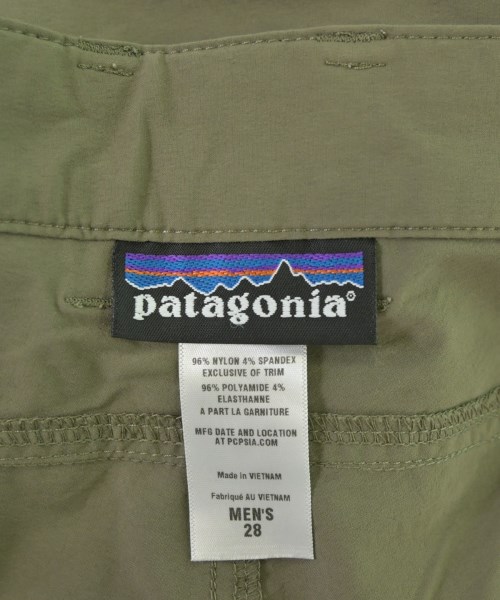 patagonia®
96% NYLON 4% SPANDEX
EXCLUSIVE OF TRIM
96% POLYAMIDE 4%
ELASTHANNE
A PART LA GARNITURE
MFG DATE AND LOCATION
AT PCPSIA.COM
Made in VIETNAM
Fabriqué AU VIETNAM
MEN'S
28